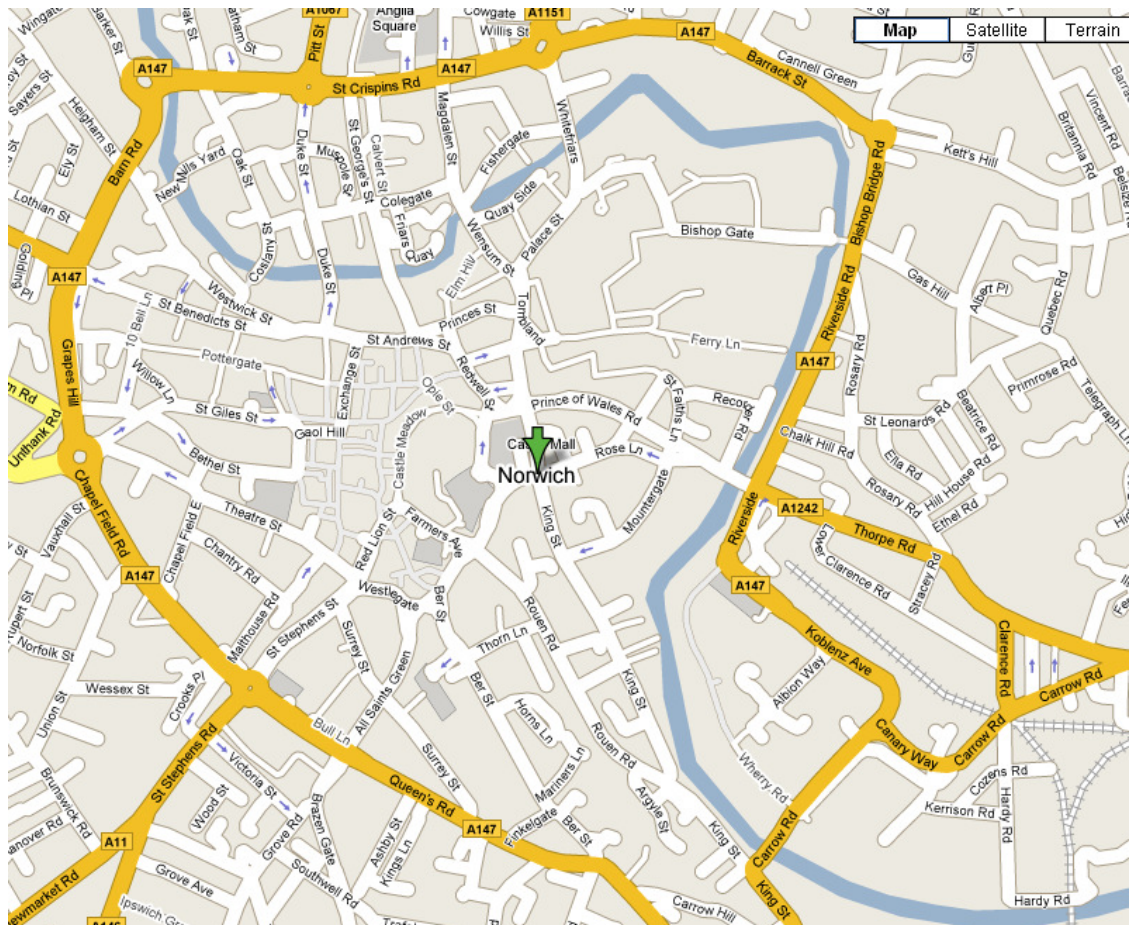 Map
Satellite
Terrain
A1067
Pitt St
Anglia
Square
Cowgate
Willis St
A1151
A147
A147
St Crispins Rd
A147
A147
Barrack St
Cannell Green
Barker St
Heigham St
Ely St
Lothian St
Barn Rd
New Mills Yard
Oak St
Duke St
Muspole St
St George's St
Calvert St
Magdalen St
Fishergate
Whitefriars
Colegate
Friars Quay
Quay Side
Palace St
Wensum St
Elm Hill
Coslany St
Duke St
Kett's Hill
Vincent Rd
Britannia Rd
Bishop Bridge Rd
Bishop Gate
Riverside Rd
Gas Hill
Albert Pl
Quebec Rd
Golding Pl
A147
St Benedicts St
Westwick St
10 Bell Ln
Pottergate
Willow Ln
St Giles St
Gaol Hill
Exchange St
St Andrews St
Princes St
Tombland
Redwell St
Opie St
Castle Meadow
Ferry Ln
A147
Rosary Rd
Primrose Rd
Telegraph Ln
Beatrice Rd
St Leonards Rd
Chalk Hill Rd
Ella Rd
Rosary Rd
Hill House Rd
Ethel Rd
Grapes Hill
Unthank Rd
Prince of Wales Rd
St Faiths Ln
Recorder Rd
Rose Ln
Mountergate
Norwich
King St
Bethel St
Theatre St
Chapel Field Rd
Vauxhall St
Chapel Field E
Chantry Rd
Red Lion St
Farmers Ave
Westlegate
Malthouse Rd
St Stephens St
Surrey St
Ber St
Thorn Ln
Rouen Rd
All Saints Green
A147
Riverside
A1242
Thorpe Rd
Lower Clarence Rd
Stracey Rd
Clarence Rd
Carrow Rd
A147
Koblenz Ave
Albion Way
Canary Way
Carrow Rd
Cozens Rd
Kerrison Rd
Hardy Rd
Hardy Rd
Wherry Rd
Carrow Rd
King St
King St
King St
Rupert St
Norfolk St
Wessex St
Union St
Crooks Pl
St Stephens Rd
Bull Ln
Victoria St
Queen's Rd
Surrey St
Ber St
Horns Ln
Mariners Ln
Rouen Rd
Argyle St
Finkelgate
Ber St
A147
Brunswick Rd
A11
Wood St
Grove Rd
Brazen Gate
Ashby St
Kings Ln
Grove Ave
Southwell Rd
Carrow Hill